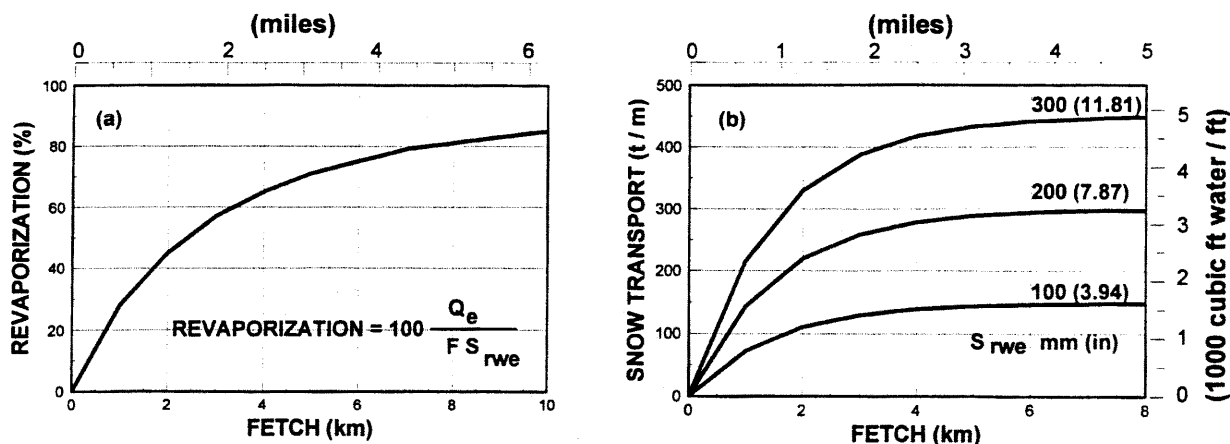 (miles)
0 2 4 6
100
80
60
40
20
0
REVAPORIZATION (%)
(a)
REVAPORIZATION = 100 Q_e / F S_rwe
0 2 4 6 8 10
FETCH (km)
(miles)
0 1 2 3 4 5
500
400
300
200
100
0
SNOW TRANSPORT (t / m)
(b)
300 (11.81)
200 (7.87)
100 (3.94)
S rwe mm (in)
5
4
3
2
1
0
(1000 cubic ft water / ft)
0 2 4 6 8
FETCH (km)